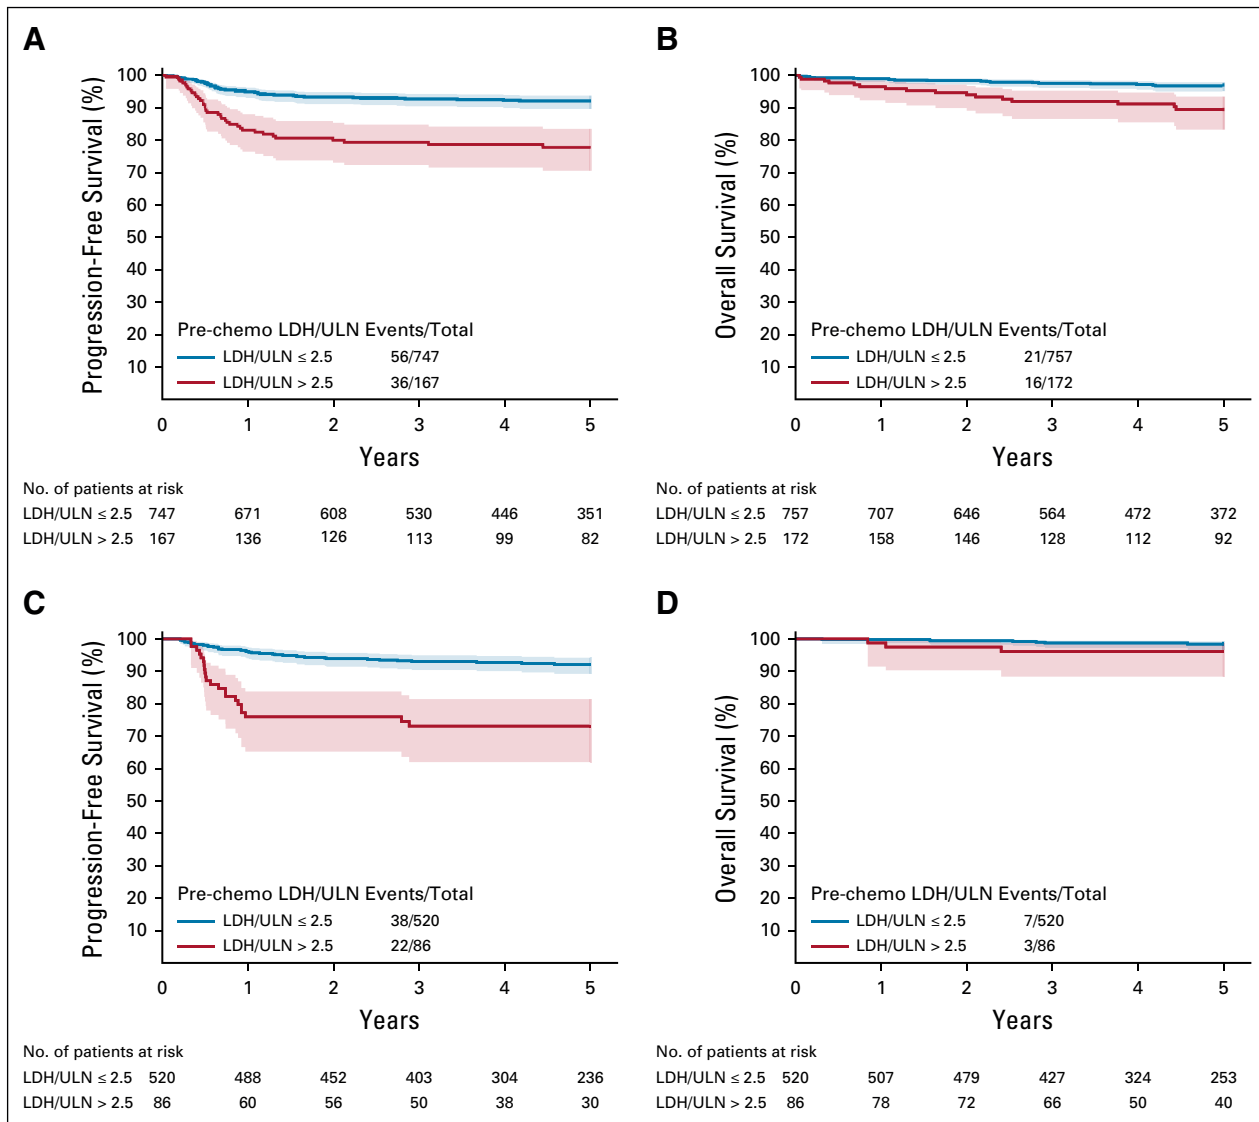 A
Progression-Free Survival (%)
100
90
80
70
60
50
40
30
20
10
Pre-chemo LDH/ULN Events/Total
LDH/ULN ≤ 2.5 56/747
LDH/ULN > 2.5 36/167
0 1 2 3 4 5
Years
No. of patients at risk
LDH/ULN ≤ 2.5 747 671 608 530 446 351
LDH/ULN > 2.5 167 136 126 113 99 82
B
Overall Survival (%)
100
90
80
70
60
50
40
30
20
10
Pre-chemo LDH/ULN Events/Total
LDH/ULN ≤ 2.5 21/757
LDH/ULN > 2.5 16/172
0 1 2 3 4 5
Years
No. of patients at risk
LDH/ULN ≤ 2.5 757 707 646 564 472 372
LDH/ULN > 2.5 172 158 146 128 112 92
C
Progression-Free Survival (%)
100
90
80
70
60
50
40
30
20
10
Pre-chemo LDH/ULN Events/Total
LDH/ULN ≤ 2.5 38/520
LDH/ULN > 2.5 22/86
0 1 2 3 4 5
Years
No. of patients at risk
LDH/ULN ≤ 2.5 520 488 452 403 304 236
LDH/ULN > 2.5 86 60 56 50 38 30
D
Overall Survival (%)
100
90
80
70
60
50
40
30
20
10
Pre-chemo LDH/ULN Events/Total
LDH/ULN ≤ 2.5 7/520
LDH/ULN > 2.5 3/86
0 1 2 3 4 5
Years
No. of patients at risk
LDH/ULN ≤ 2.5 520 507 479 427 324 253
LDH/ULN > 2.5 86 78 72 66 50 40